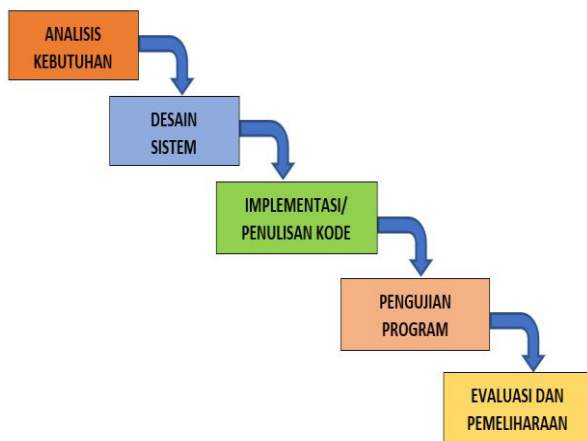 ANALISIS
KEBUTUHAN
DESAIN
SISTEM
IMPLEMENTASI/
PENULISAN KODE
PENGUJIAN
PROGRAM
EVALUASI DAN
PEMELIHARAAN